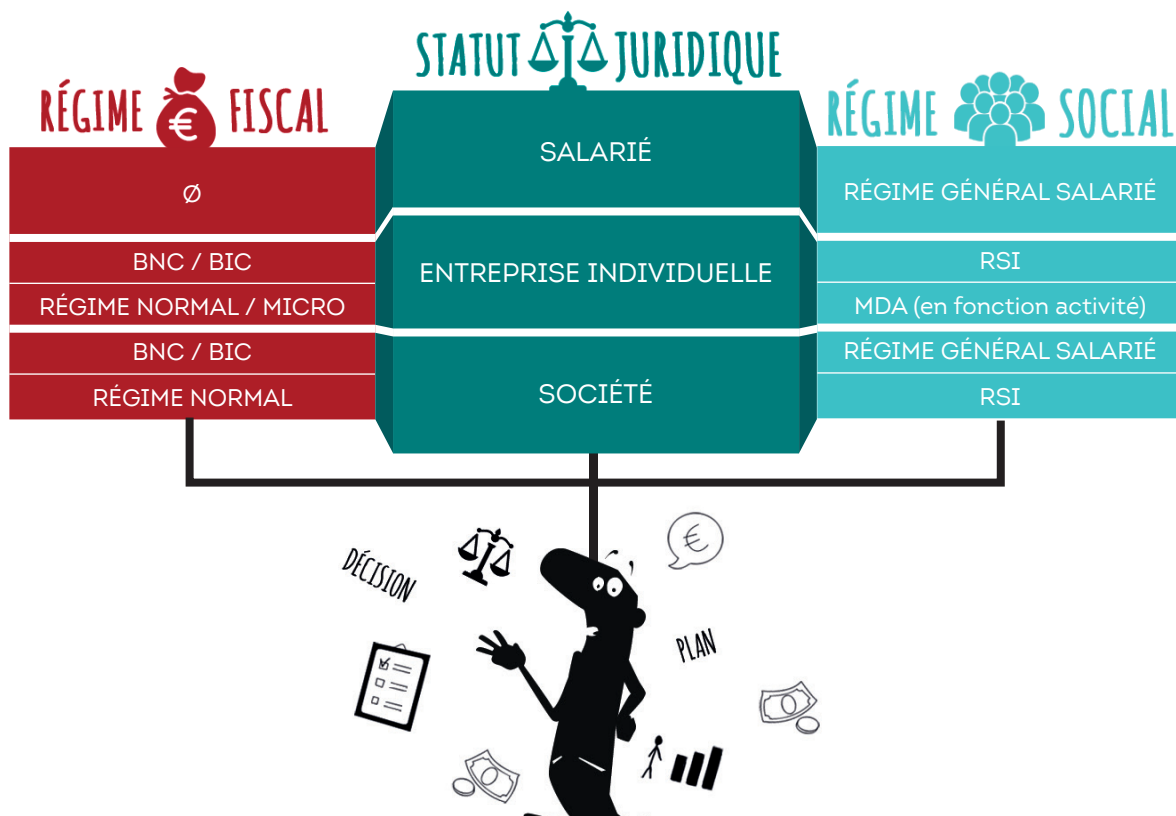 STATUT JURIDIQUE
RÉGIME FISCAL
RÉGIME SOCIAL
Ø
SALARIÉ
RÉGIME GÉNÉRAL SALARIÉ
BNC / BIC
RÉGIME NORMAL / MICRO
ENTREPRISE INDIVIDUELLE
RSI
MDA (en fonction activité)
BNC / BIC
RÉGIME NORMAL
SOCIÉTÉ
RÉGIME GÉNÉRAL SALARIÉ
RSI
DÉCISION
PLAN